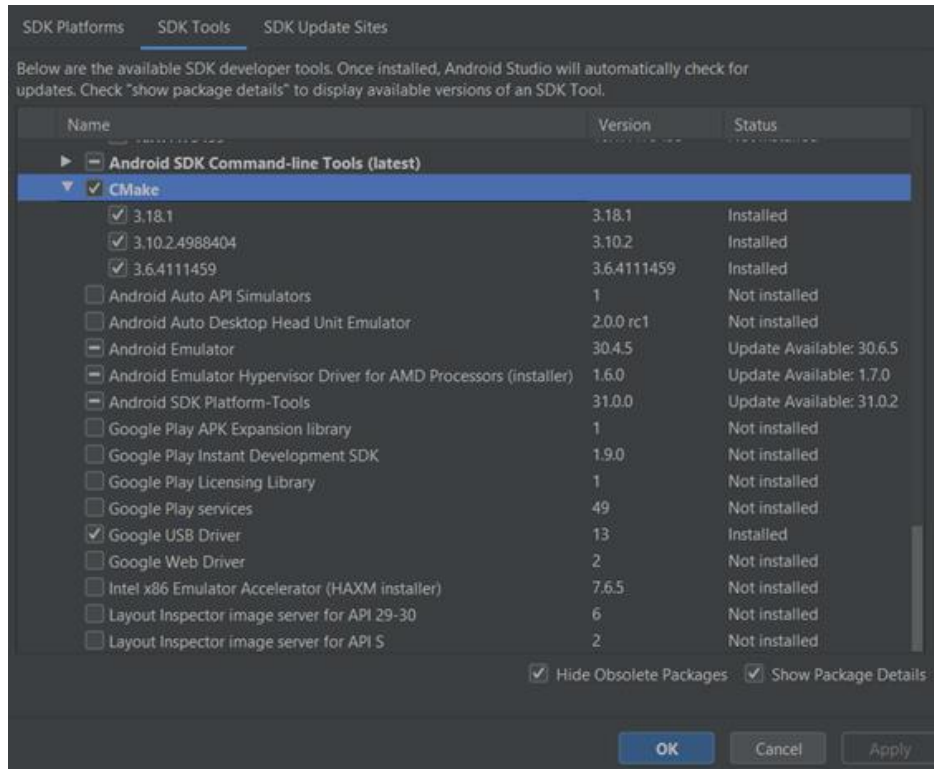 SDK Platforms SDK Tools SDK Update Sites
Below are the available SDK developer tools. Once installed, Android Studio will automatically check for
updates. Check "show package details" to display available versions of an SDK Tool.
Name Version Status
Android SDK Command-line Tools (latest)
CMake
3.18.1 3.18.1 Installed
3.10.2.4988404 3.10.2 Installed
3.6.4111459 3.6.4111459 Installed
Android Auto API Simulators 1 Not installed
Android Auto Desktop Head Unit Emulator 2.0.0 rc1 Not installed
Android Emulator 30.4.5 Update Available: 30.6.5
Android Emulator Hypervisor Driver for AMD Processors (installer) 1.6.0 Update Available: 1.7.0
Android SDK Platform-Tools 31.0.0 Update Available: 31.0.2
Google Play APK Expansion library 1 Not installed
Google Play Instant Development SDK 1.9.0 Not installed
Google Play Licensing Library 1 Not installed
Google Play services 49 Not installed
Google USB Driver 13 Installed
Google Web Driver 2 Not installed
Intel x86 Emulator Accelerator (HAXM installer) 7.6.5 Not installed
Layout Inspector image server for API 29-30 6 Not installed
Layout Inspector image server for API S 2 Not installed
Hide Obsolete Packages Show Package Details
OK Cancel Apply